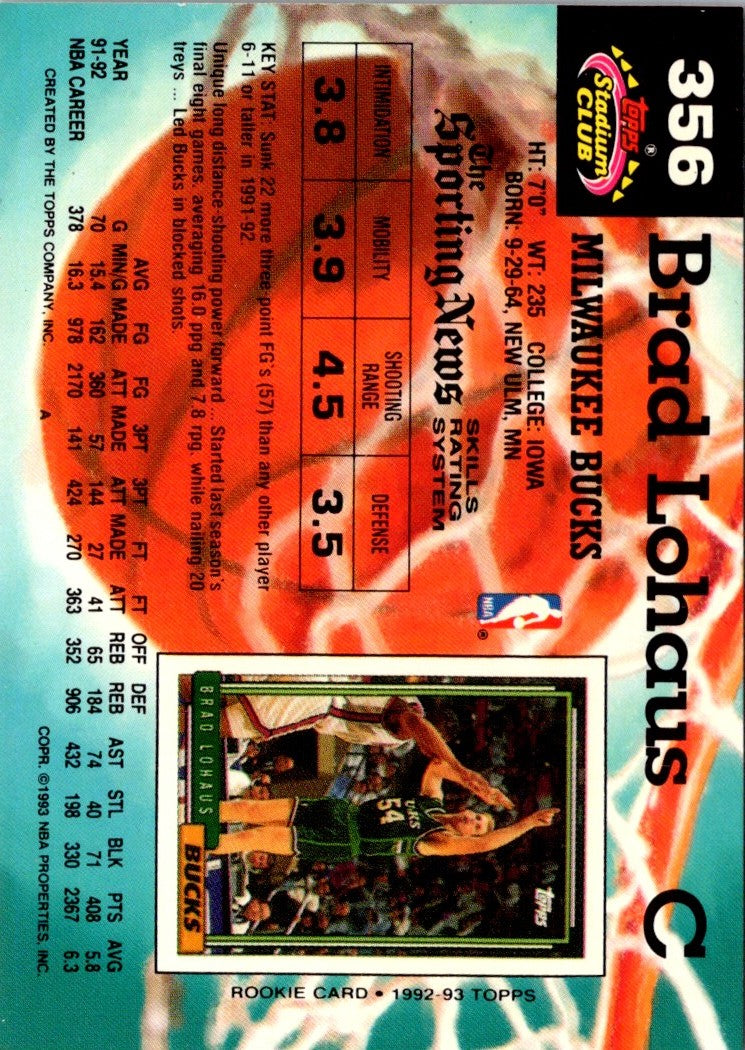 356
Topps®
Stadium
CLUB
Brad Lohaus C
MILWAUKEE BUCKS
HT: 7'0" WT: 235 COLLEGE: IOWA
BORN: 9-29-64, NEW ULM, MN
NBA®
The
Sporting News
SKILLS
RATING
SYSTEM
INTIMIDATION MOBILITY SHOOTING RANGE DEFENSE
3.8 3.9 4.5 3.5
KEY STAT: Sunk 22 more three-point FG's (57) than any other player
6-11 or taller in 1991-92.
Unique long distance-shooting power forward ... Started last season's
final eight games, averaging 16.0 ppg and 7.8 rpg, while nailing 20
treys ... Led Bucks in blocked shots.
AVG FG FG 3PT 3PT FT FT OFF DEF
YEAR G MIN/G MADE ATT MADE ATT MADE ATT REB REB AST STL BLK PTS AVG
91-92 70 15.4 162 360 57 144 27 41 65 184 74 40 71 408 5.8
NBA CAREER 378 16.3 978 2170 141 424 270 363 352 906 432 198 330 2367 6.3
CREATED BY THE TOPPS COMPANY, INC. A COPR. ©1993 NBA PROPERTIES, INC.
Topps
BUCKS
54
BRAD LOHAUS
BUCKS
ROOKIE CARD • 1992-93 TOPPS